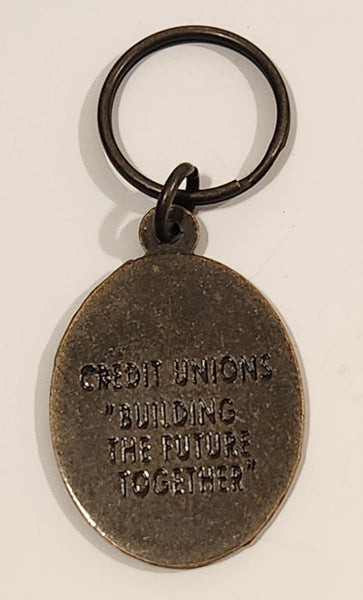 CREDIT UNIONS
"BUILDING
THE FUTURE
TOGETHER"